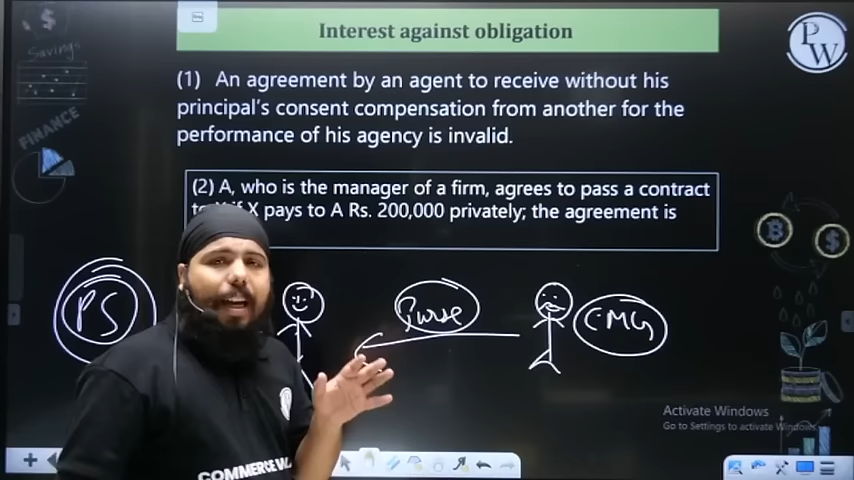 Interest against obligation
P
W
Savings
(1) An agreement by an agent to receive without his
principal's consent compensation from another for the
performance of his agency is invalid.
FINANCE
(2) A, who is the manager of a firm, agrees to pass a contract
if X pays to A Rs. 200,000 privately; the agreement is
PS
Purse
CMG
Activate Windows
Go to Settings to activate Windows.
COMMERCE W